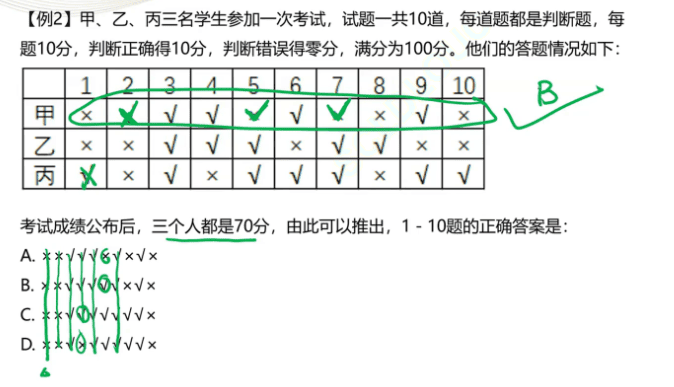 【例2】甲、乙、丙三名学生参加一次考试，试题一共10道，每道题都是判断题，每
题10分，判断正确得10分，判断错误得零分，满分为100分。他们的答题情况如下：
1 2 3 4 5 6 7 8 9 10
甲 × × √ √ √ √ √ × √ × B
乙 × × √ √ √ × √ √ × ×
丙 × × √ × √ √ √ × √ √
考试成绩公布后，三个人都是70分，由此可以推出，1-10题的正确答案是：
A. ××√√√×√×√×
B. ××√√√√√×√×
C. ××√√√√√√√×
D. ××√×√√√√√×